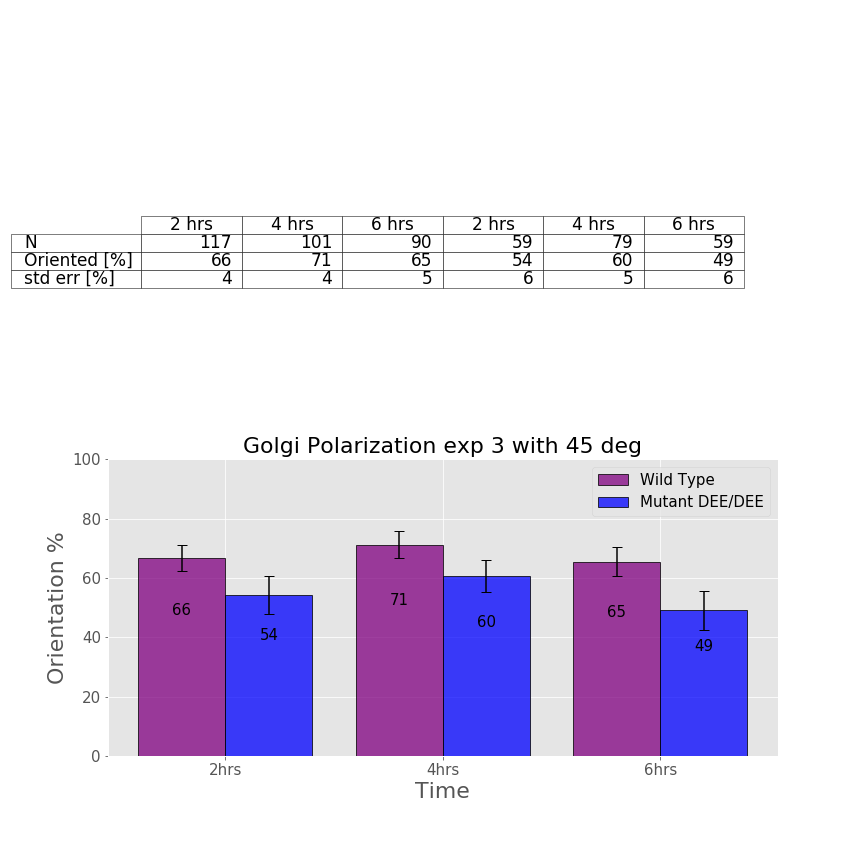 2 hrs 4 hrs 6 hrs 2 hrs 4 hrs 6 hrs
N 117 101 90 59 79 59
Oriented [%] 66 71 65 54 60 49
std err [%] 4 4 5 6 5 6
Golgi Polarization exp 3 with 45 deg
100
80
60
40
20
0
Orientation %
Wild Type
Mutant DEE/DEE
66
54
71
60
65
49
2hrs 4hrs 6hrs
Time